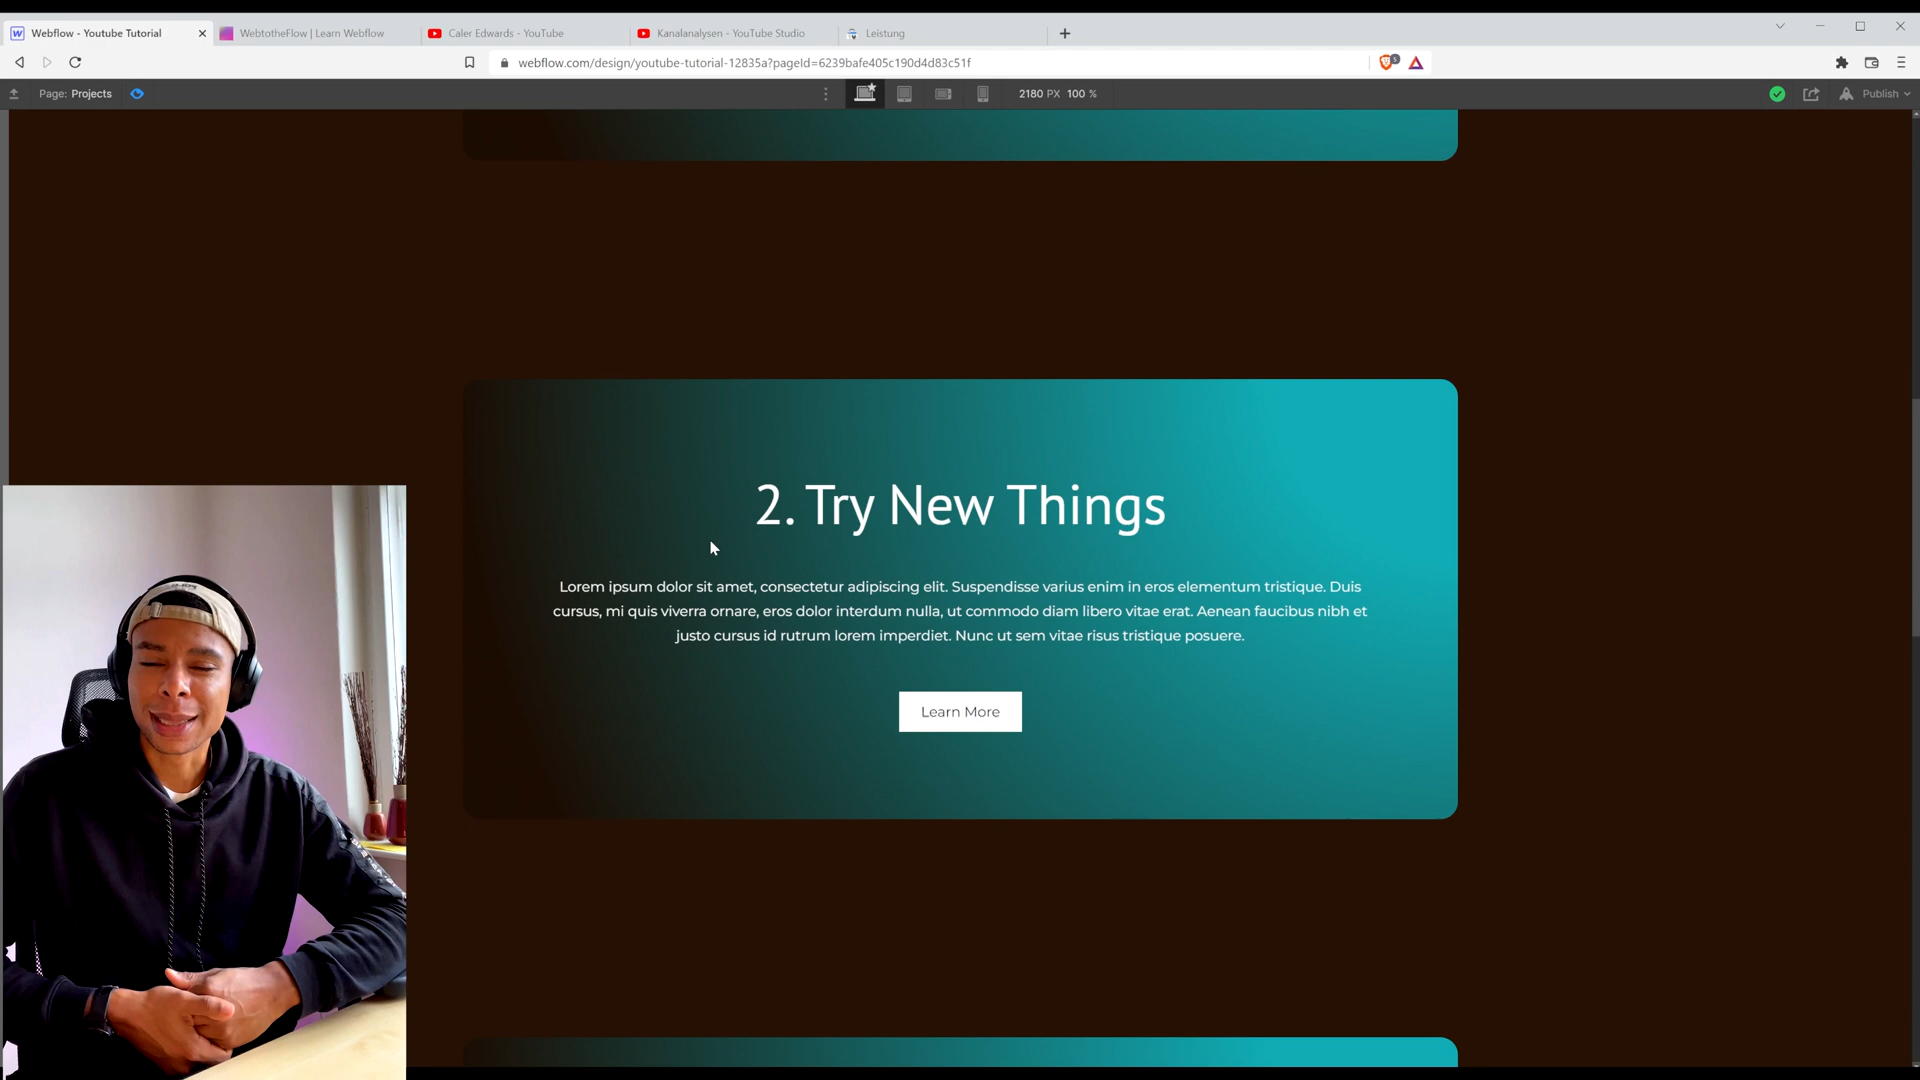 Webflow - Youtube Tutorial
WebtotheFlow | Learn Webflow
Caler Edwards - YouTube
Kanalanalysen - YouTube Studio
Leistung
webflow.com/design/youtube-tutorial-12835a?pageId=6239bafe405c190d4d83c51f
5
Page: Projects
2180 PX 100 %
Publish
2. Try New Things
Lorem ipsum dolor sit amet, consectetur adipiscing elit. Suspendisse varius enim in eros elementum tristique. Duis
cursus, mi quis viverra ornare, eros dolor interdum nulla, ut commodo diam libero vitae erat. Aenean faucibus nibh et
justo cursus id rutrum lorem imperdiet. Nunc ut sem vitae risus tristique posuere.
Learn More